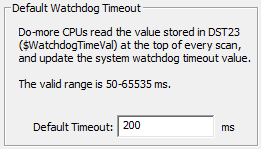 Default Watchdog Timeout
Do-more CPUs read the value stored in DST23
($WatchdogTimeVal) at the top of every scan,
and update the system watchdog timeout value.
The valid range is 50-65535 ms.
Default Timeout: 200 ms